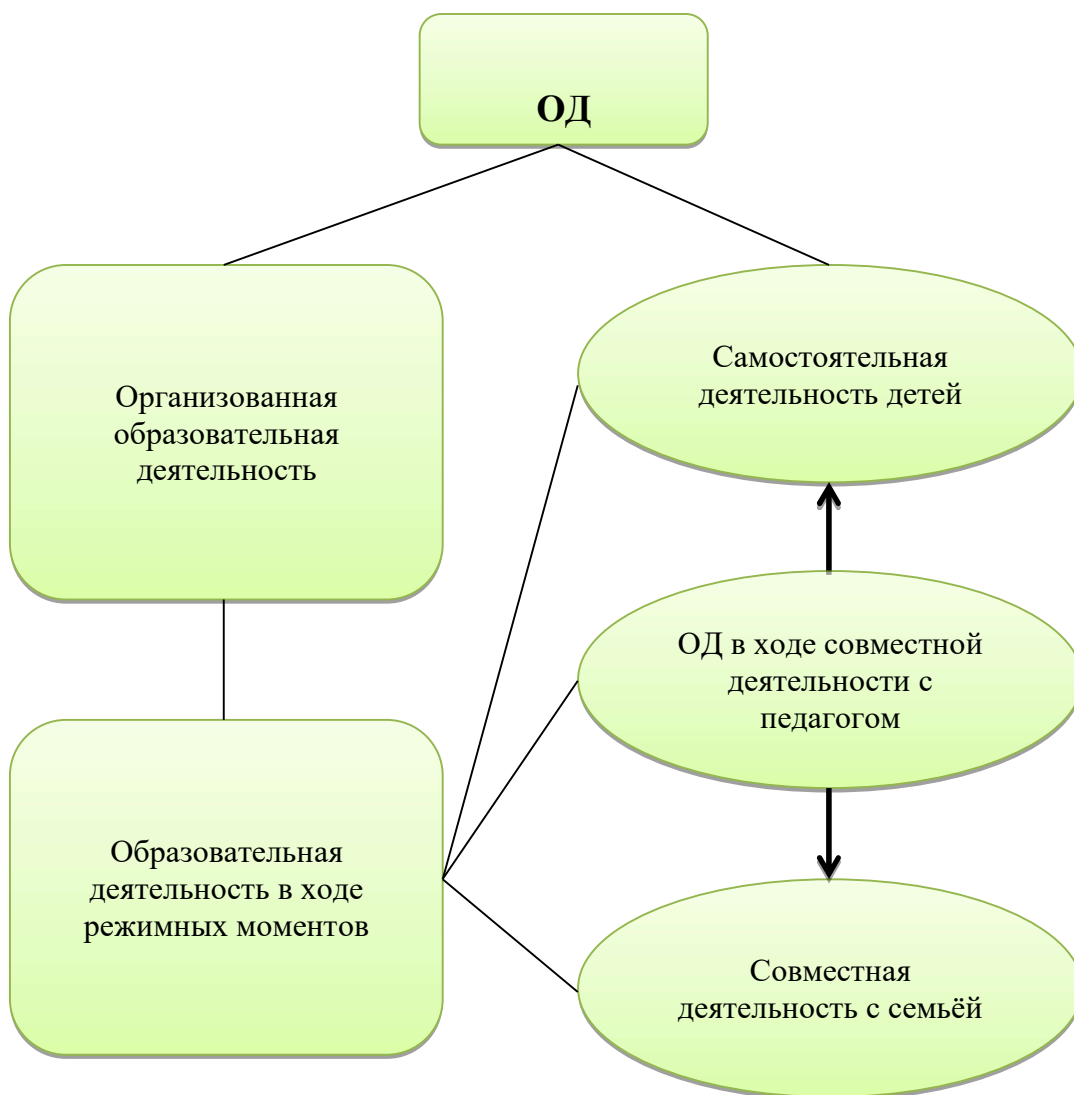 ОД
Организованная
образовательная
деятельность
Самостоятельная
деятельность детей
ОД в ходе совместной
деятельности с
педагогом
Образовательная
деятельность в ходе
режимных моментов
Совместная
деятельность с семьёй